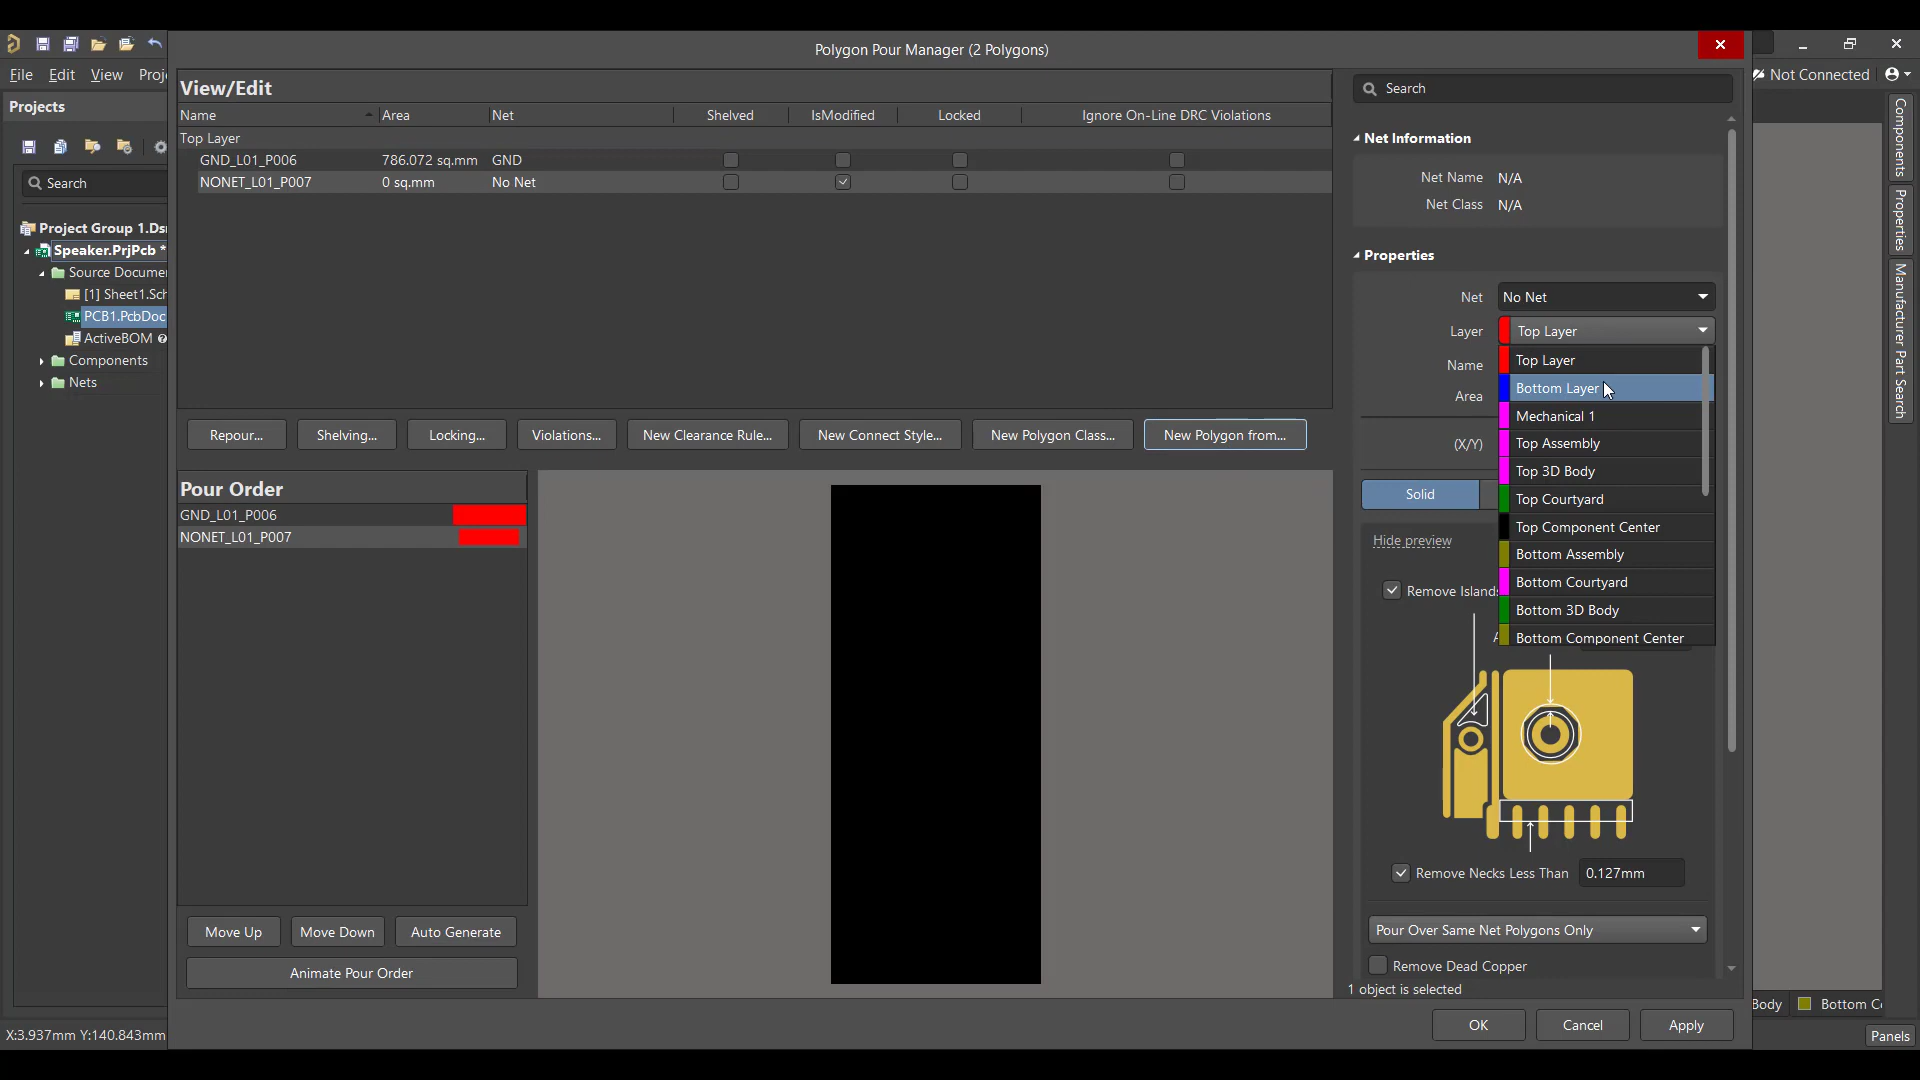 Polygon Pour Manager (2 Polygons)
File Edit View Proj
Not Connected
Projects
Search
Project Group 1.Dsn
Speaker.PrjPcb *
Source Documen
[1] Sheet1.Sch
PCB1.PcbDoc
ActiveBOM
Components
Nets
View/Edit
Name Area Net Shelved IsModified Locked Ignore On-Line DRC Violations
Top Layer
GND_L01_P006 786.072 sq.mm GND
NONET_L01_P007 0 sq.mm No Net
Repour... Shelving... Locking... Violations... New Clearance Rule... New Connect Style... New Polygon Class... New Polygon from...
Pour Order
GND_L01_P006
NONET_L01_P007
Move Up Move Down Auto Generate
Animate Pour Order
Search
Net Information
Net Name N/A
Net Class N/A
Properties
Net No Net
Layer Top Layer
Name
Area
(X/Y)
Top Layer
Bottom Layer
Mechanical 1
Top Assembly
Top 3D Body
Top Courtyard
Top Component Center
Bottom Assembly
Bottom Courtyard
Bottom 3D Body
Bottom Component Center
Solid
Hide preview
Remove Islands
Remove Necks Less Than 0.127mm
Pour Over Same Net Polygons Only
Remove Dead Copper
1 object is selected
OK Cancel Apply
Components
Properties
Manufacturer Part Search
Body Bottom C
X:3.937mm Y:140.843mm
Panels